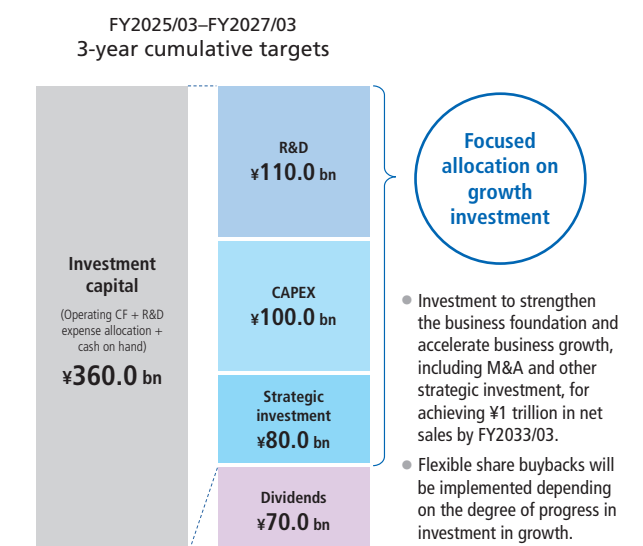 FY2025/03–FY2027/03
3-year cumulative targets
Investment
capital
(Operating CF + R&D
expense allocation +
cash on hand)
¥360.0 bn
R&D
¥110.0 bn
CAPEX
¥100.0 bn
Strategic
investment
¥80.0 bn
Dividends
¥70.0 bn
Focused
allocation on
growth
investment
● Investment to strengthen
the business foundation and
accelerate business growth,
including M&A and other
strategic investment, for
achieving ¥1 trillion in net
sales by FY2033/03.
● Flexible share buybacks will
be implemented depending
on the degree of progress in
investment in growth.